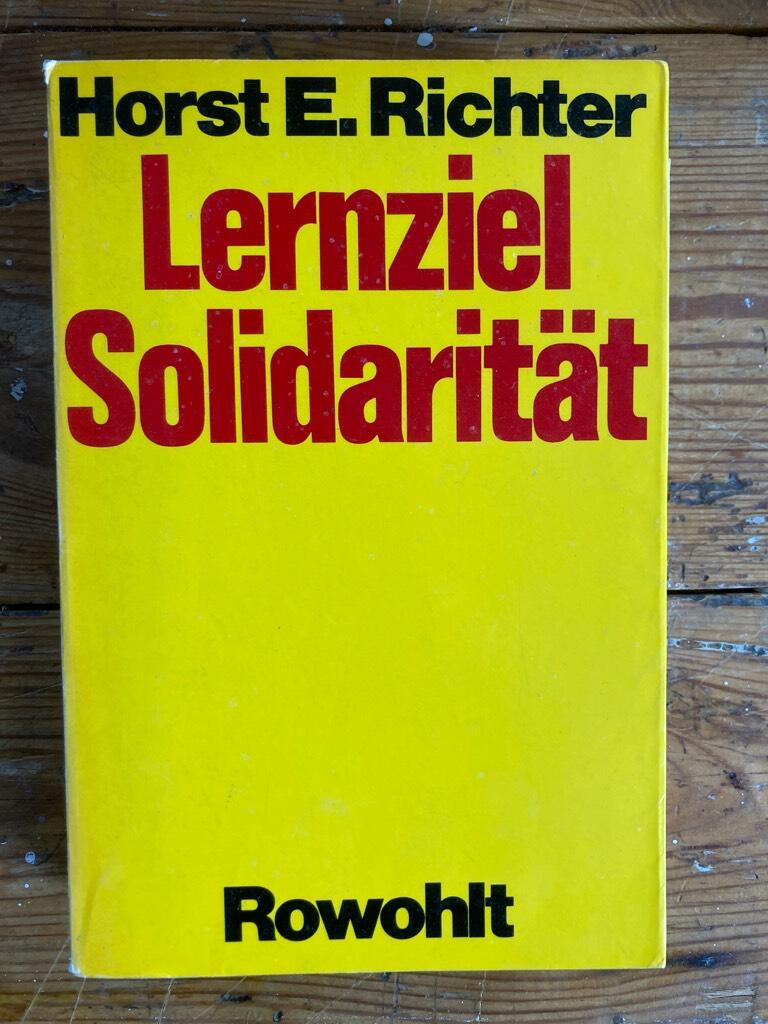 Horst E. Richter
Lernziel
Solidarität
Rowohlt